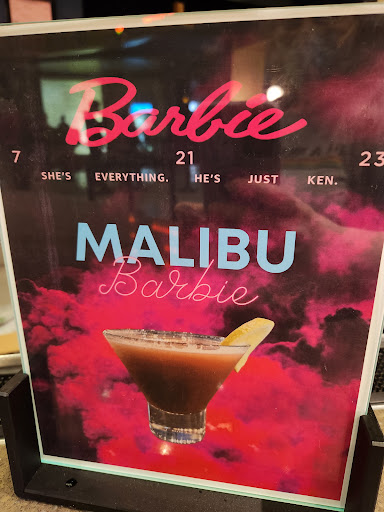 Barbie
7 21 23
SHE'S EVERYTHING. HE'S JUST KEN.
MALIBU
Barbie